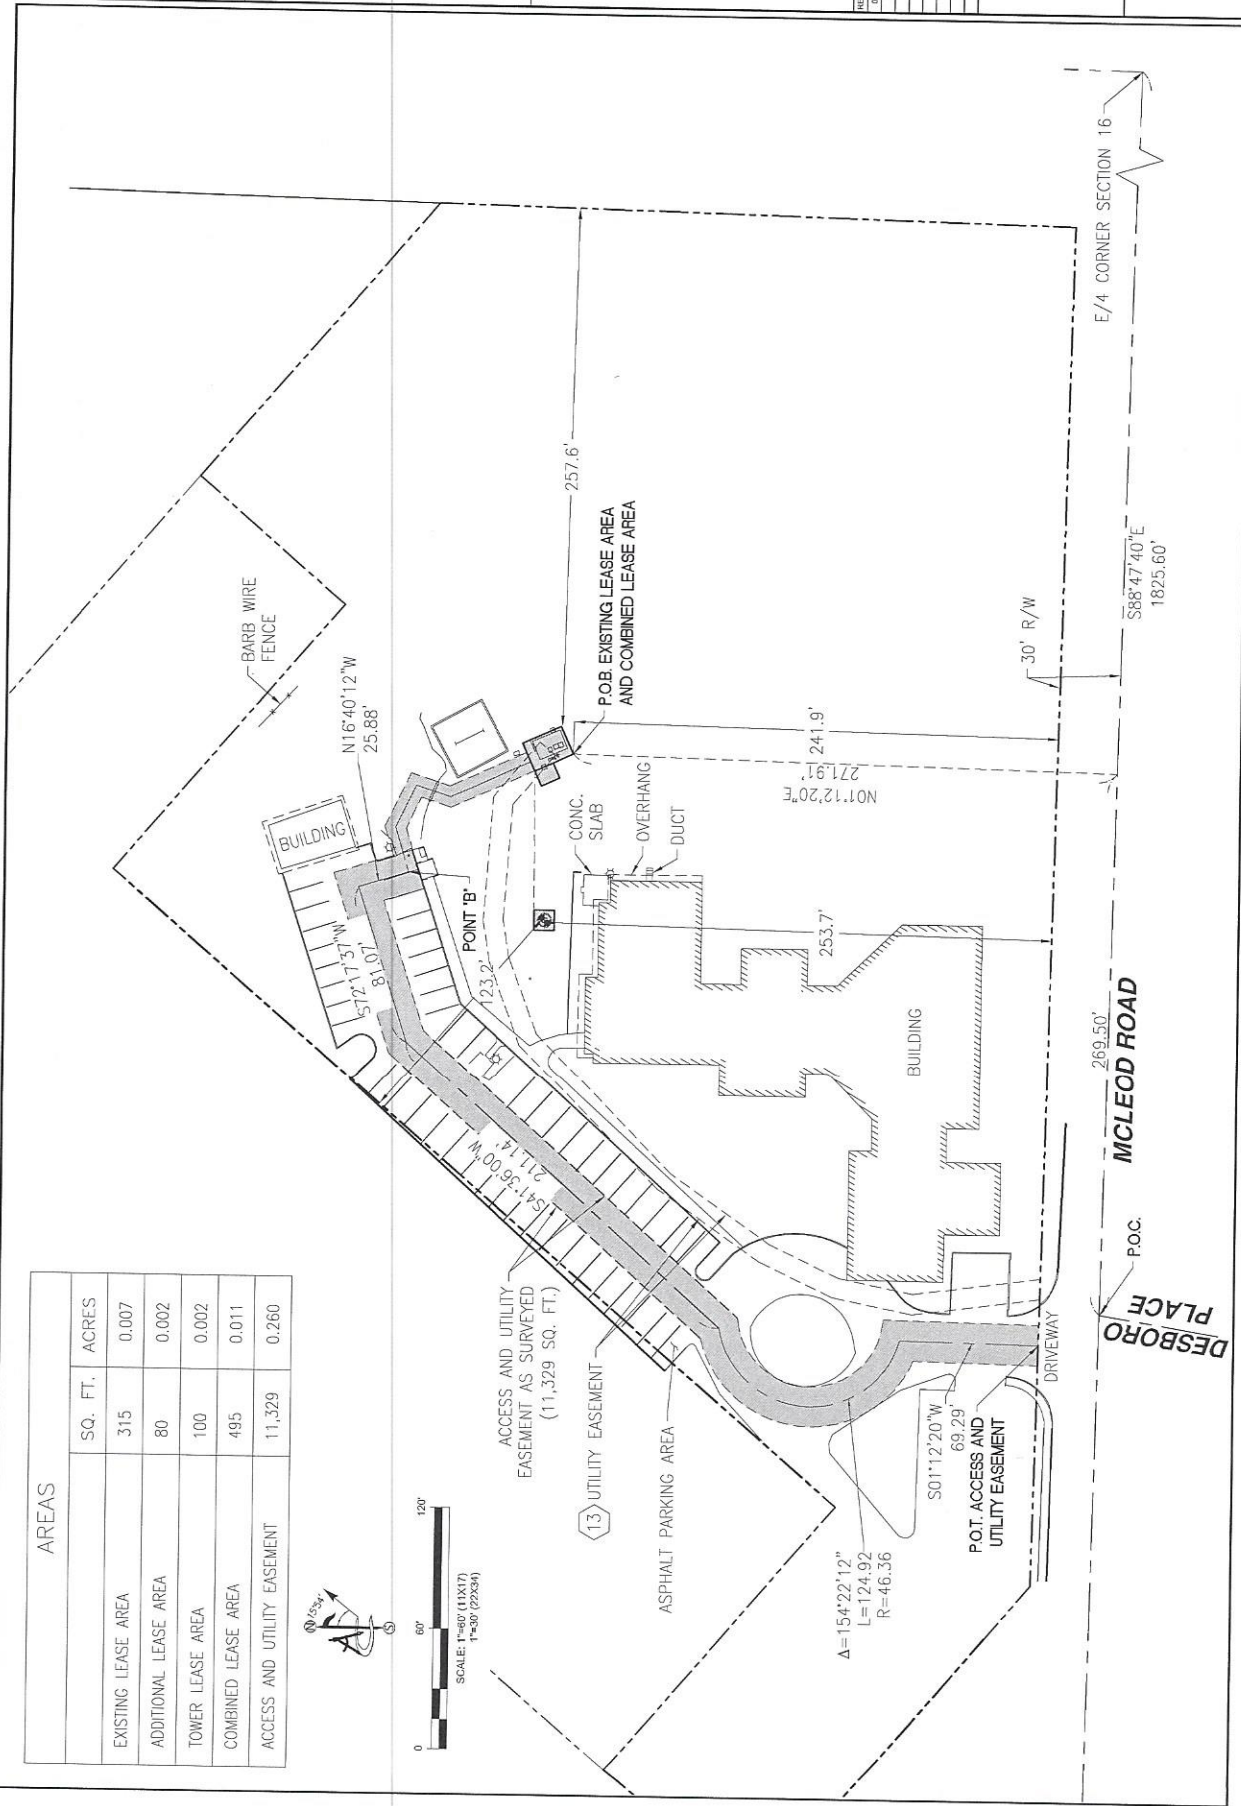 AREAS
SQ. FT. ACRES
EXISTING LEASE AREA 315 0.007
ADDITIONAL LEASE AREA 80 0.002
TOWER LEASE AREA 100 0.002
COMBINED LEASE AREA 495 0.011
ACCESS AND UTILITY EASEMENT 11,329 0.260
N
S
0 60' 120'
SCALE: 1"=60' (11X17)
1"=30' (22X34)
BARB WIRE
FENCE
N16°40'12"W
25.88'
BUILDING
S72°17'37"W
81.07'
POINT "B"
123.2'
S41°36'00"W
211.14'
ACCESS AND UTILITY
EASEMENT AS SURVEYED
(11,329 SQ. FT.)
13 UTILITY EASEMENT
ASPHALT PARKING AREA
257.6'
P.O.B. EXISTING LEASE AREA
AND COMBINED LEASE AREA
CONC.
SLAB
OVERHANG
DUCT
241.9'
271.91'
N01°12'20"E
253.7'
BUILDING
Δ=154°22'12"
L=124.92
R=46.36
S01°12'20"W
69.29'
P.O.T. ACCESS AND
UTILITY EASEMENT
DRIVEWAY
30' R/W
E/4 CORNER SECTION 16
S88°47'40"E
1825.60'
269.50'
MCLEOD ROAD
P.O.C.
DESBORO
PLACE